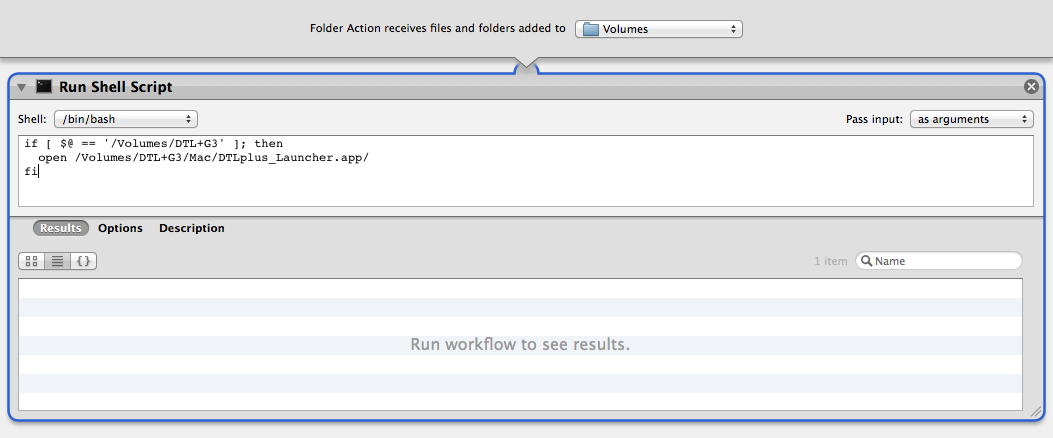 Folder Action receives files and folders added to Volumes
Run Shell Script
Shell: /bin/bash Pass input: as arguments
if [ $@ == '/Volumes/DTL+G3' ]; then
  open /Volumes/DTL+G3/Mac/DTLplus_Launcher.app/
fi
Results Options Description
1 item Name
Run workflow to see results.